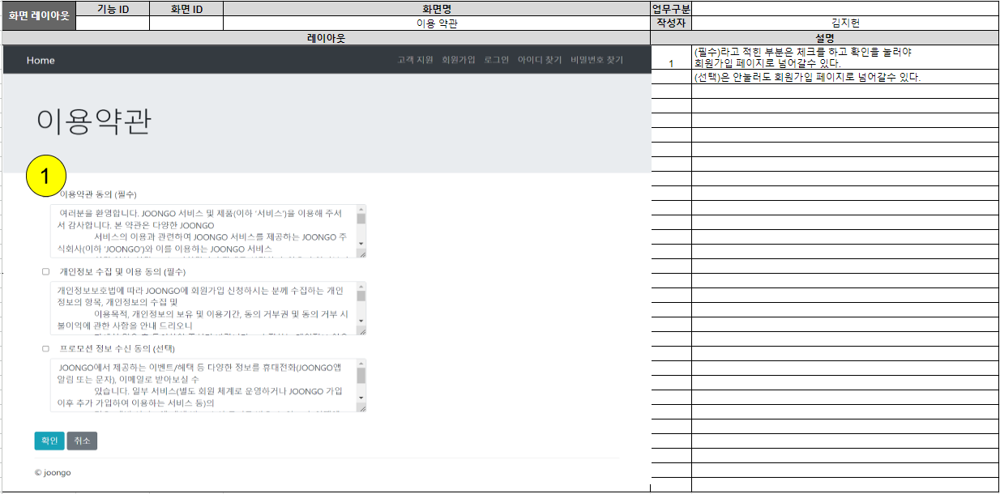 화면 레이아웃
기능 ID
화면 ID
화면명
업무구분
이용 약관
작성자
김지헌
레이아웃
설명
Home
고객 지원 회원가입 로그인 아이디 찾기 비밀번호 찾기
1
(필수)라고 적힌 부분은 체크를 하고 확인을 눌러야
회원가입 페이지로 넘어갈수 있다.
(선택)은 안눌러도 회원가입 페이지로 넘어갈수 있다.
이용약관
1
이용약관 동의 (필수)
여러분을 환영합니다. JOONGO 서비스 및 제품(이하 '서비스')을 이용해 주셔
서 감사합니다. 본 약관은 다양한 JOONGO
서비스의 이용과 관련하여 JOONGO 서비스를 제공하는 JOONGO 주
식회사(이하 'JOONGO')와 이를 이용하는 JOONGO 서비스
개인정보 수집 및 이용 동의 (필수)
개인정보보호법에 따라 JOONGO에 회원가입 신청하시는 분께 수집하는 개인
정보의 항목, 개인정보의 수집 및
이용목적, 개인정보의 보유 및 이용기간, 동의 거부권 및 동의 거부 시
불이익에 관한 사항을 안내 드리오니
프로모션 정보 수신 동의 (선택)
JOONGO에서 제공하는 이벤트/혜택 등 다양한 정보를 휴대전화(JOONGO앱
알림 또는 문자), 이메일로 받아보실 수
있습니다. 일부 서비스(별도 회원 체계로 운영하거나 JOONGO 가입
이후 추가 가입하여 이용하는 서비스 등)의
확인 취소
© joongo